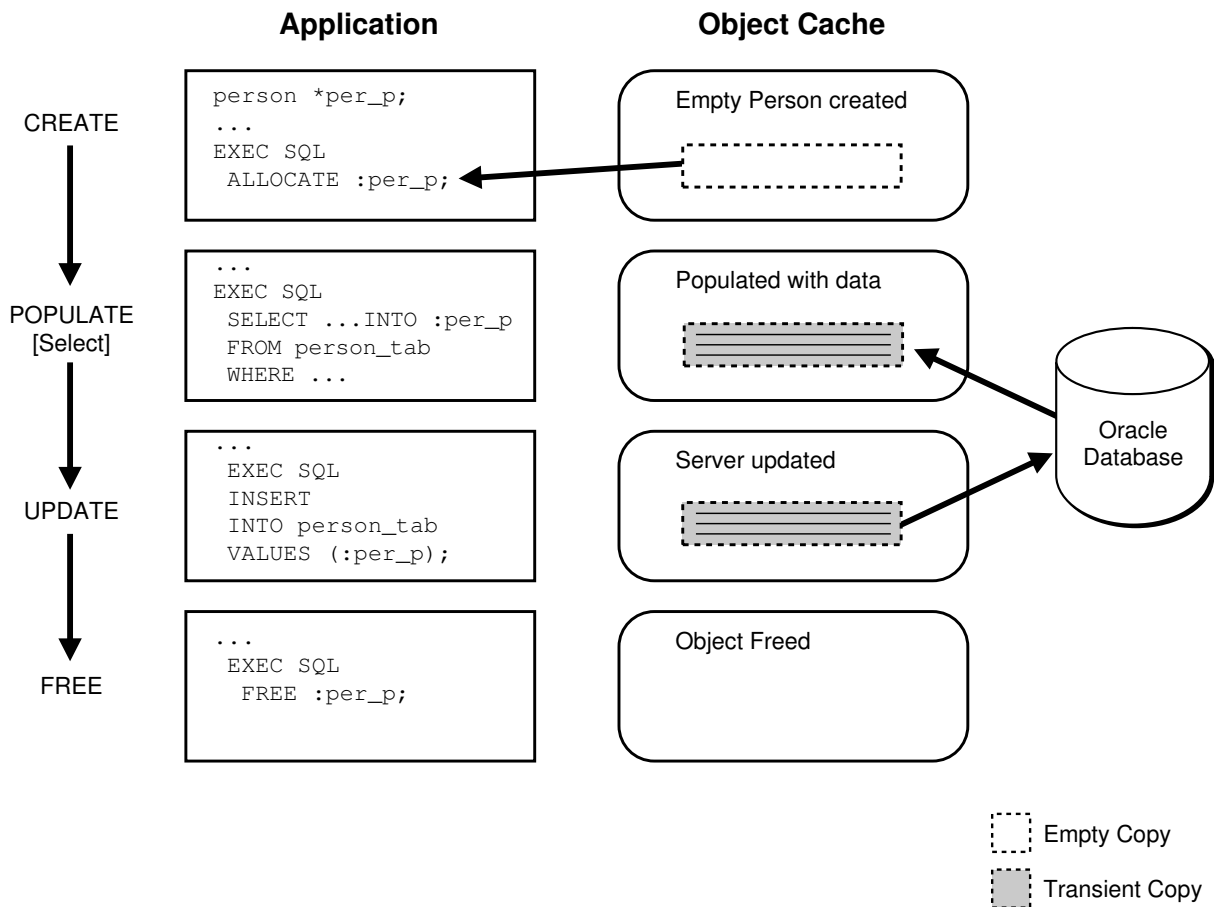 Application
Object Cache
CREATE
person *per_p;
...
EXEC SQL
ALLOCATE :per_p;
Empty Person created
POPULATE
[Select]
...
EXEC SQL
SELECT ...INTO :per_p
FROM person_tab
WHERE ...
Populated with data
Oracle
Database
UPDATE
...
EXEC SQL
INSERT
INTO person_tab
VALUES (:per_p);
Server updated
FREE
...
EXEC SQL
FREE :per_p;
Object Freed
Empty Copy
Transient Copy